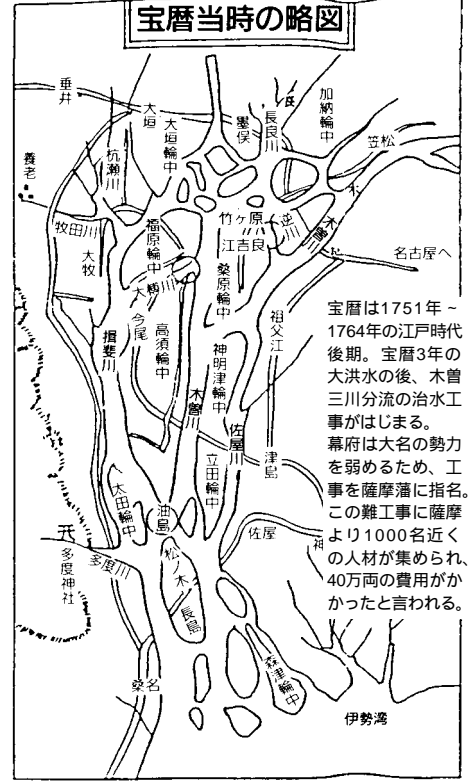 宝暦当時の略図
垂井
大垣
大垣輪中
墨俣
長良川
加納輪中
笠松
養老
杭瀬川
牧田川
大牧
福原輪中
竹ヶ原
江吉良
逆川
木曽川
名古屋へ
大榑川
今尾
高須輪中
桑原輪中
祖父江
揖斐川
木曽川
神明津輪中
佐屋川
津島
立田輪中
太田輪中
油島
佐屋
多度神社
多度川
松ノ木
長島
桑名
森津輪中
伊勢湾
宝暦は1751年~
1764年の江戸時代
後期。宝暦3年の
大洪水の後、木曽
三川分流の治水工
事がはじまる。
幕府は大名の勢力
を弱めるため、工
事を薩摩藩に指名。
この難工事に薩摩
より1000名近く
の人材が集められ、
40万両の費用がか
かったと言われる。